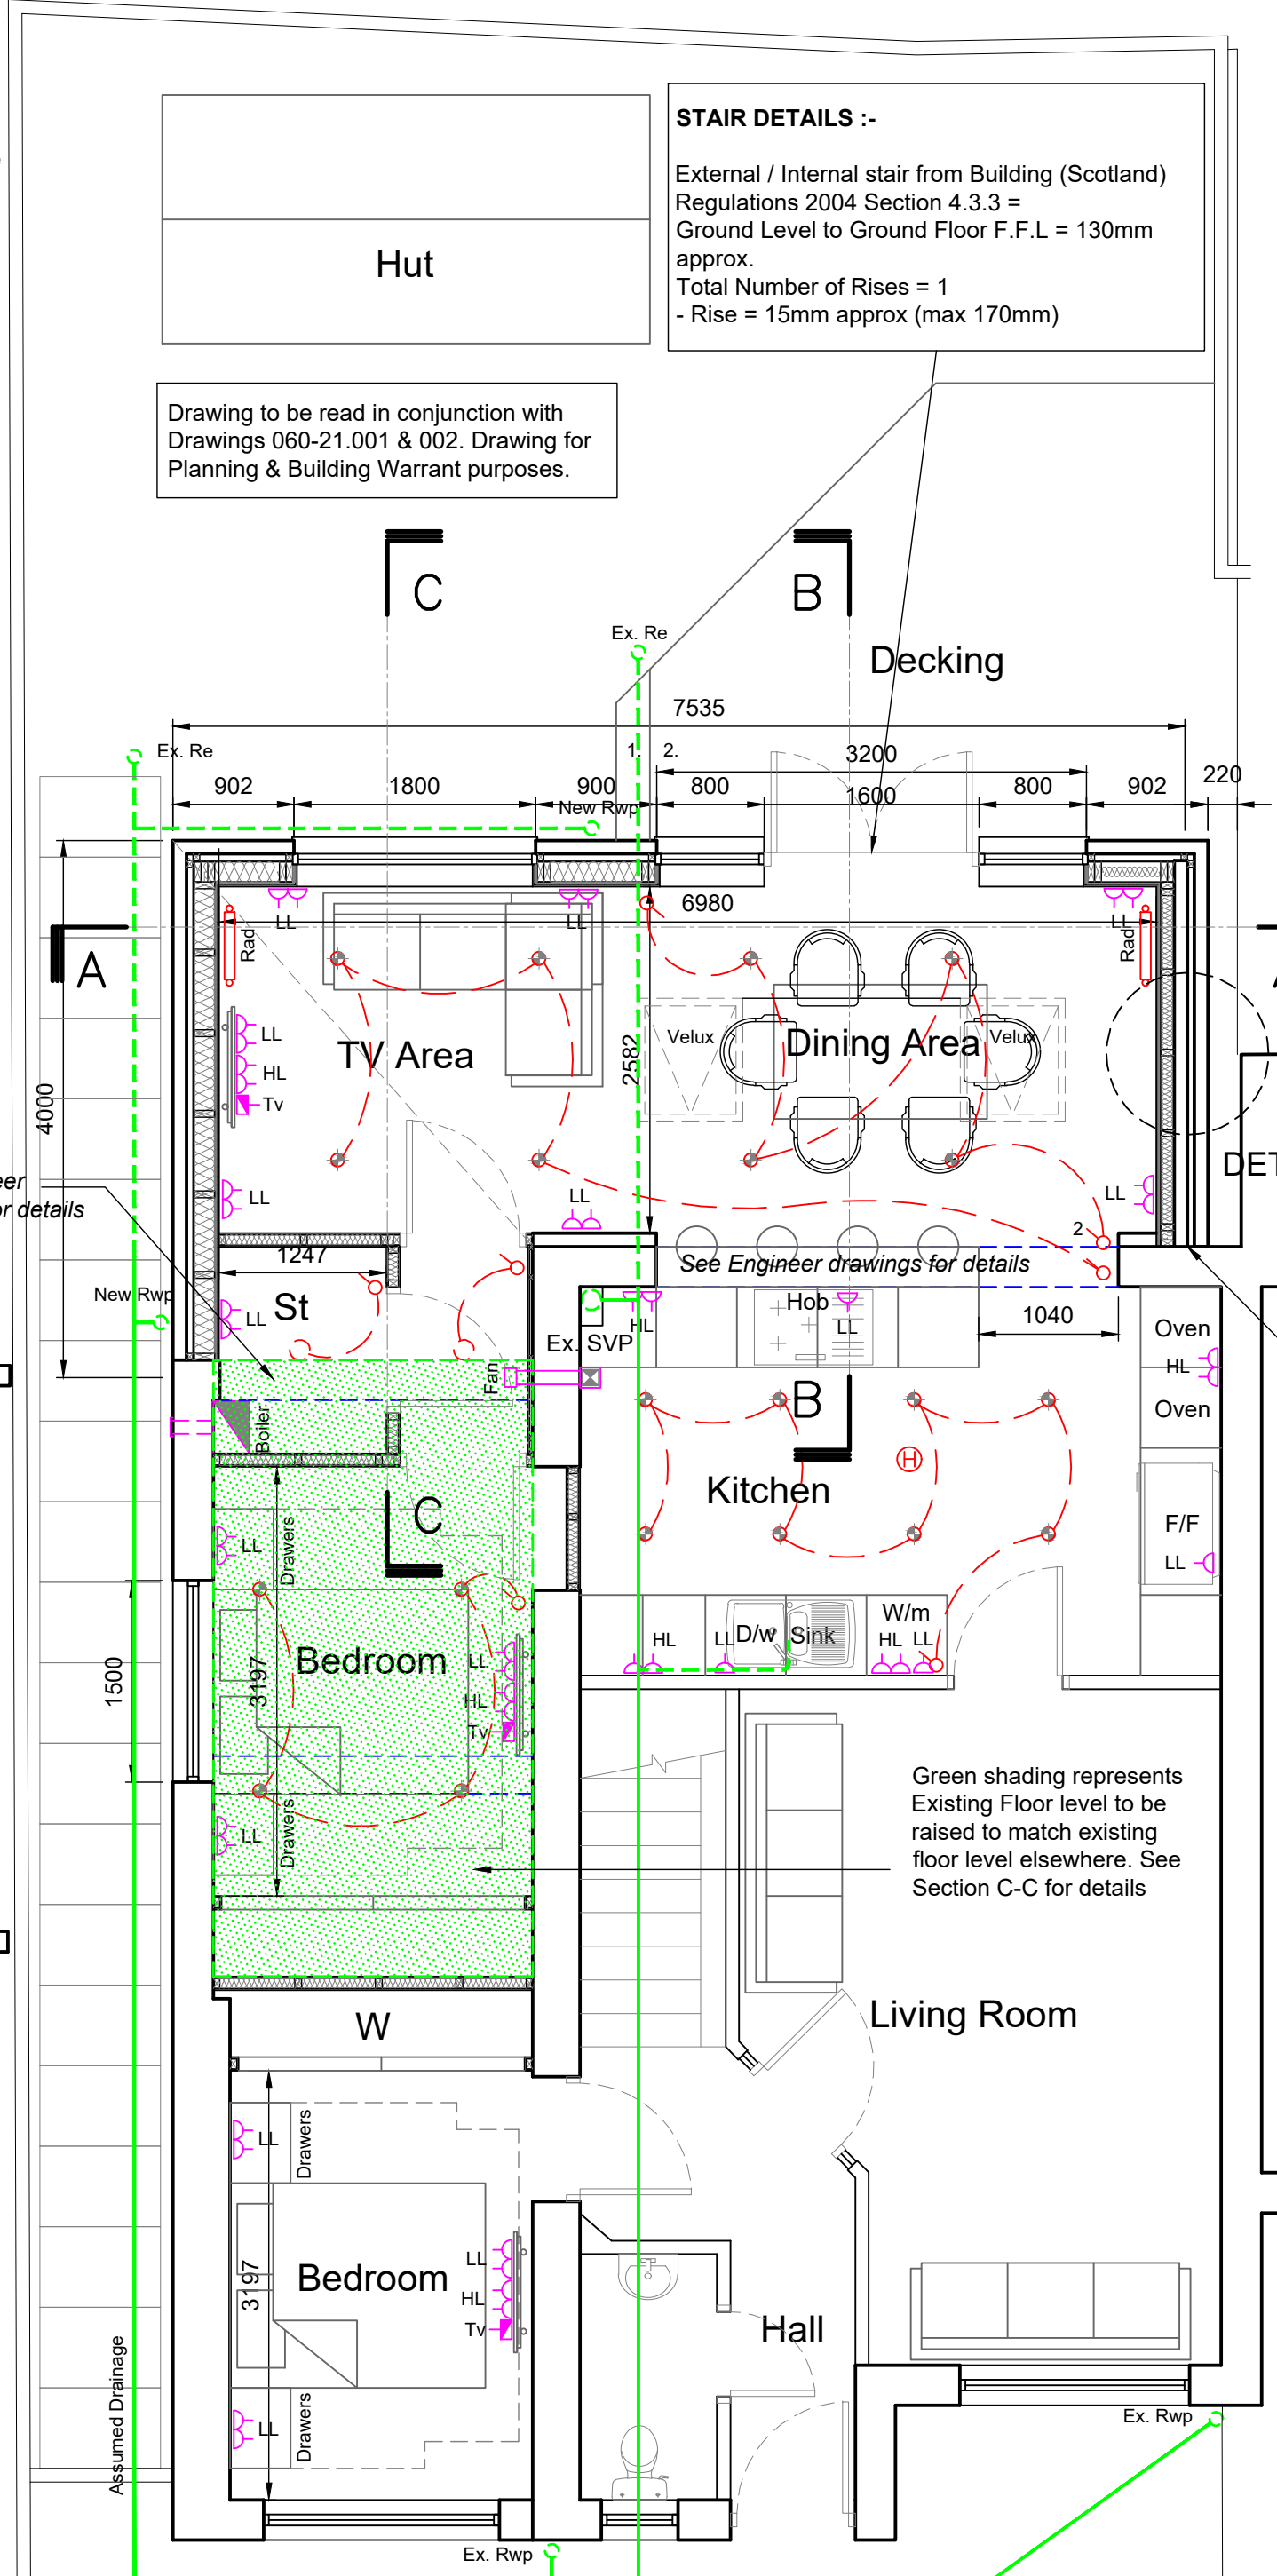 STAIR DETAILS :-
External / Internal stair from Building (Scotland)
Regulations 2004 Section 4.3.3 =
Ground Level to Ground Floor F.F.L = 130mm
approx.
Total Number of Rises = 1
- Rise = 15mm approx (max 170mm)
Hut
Drawing to be read in conjunction with
Drawings 060-21.001 & 002. Drawing for
Planning & Building Warrant purposes.
C
B
Ex. Re
Decking
7535
Ex. Re
1.
2.
3200
902
1800
900
800
1600
800
902
220
New Rwp
LL
LL
6980
LL
Rad
Rad
A
Velux
Dining Area
Velux
TV Area
LL
HL
Tv
2582
4000
DET
or details
LL
LL
LL
2
1247
See Engineer drawings for details
New Rwp
St
LL
Ex. SVP
HL
Hob
LL
1040
Oven
HL
Oven
Fan
Boiler
B
Kitchen
H
C
F/F
LL
LL
Drawers
W/m
D/w
Sink
HL
LL
HL
LL
Bedroom
3197
LL
HL
Tv
1500
Green shading represents
Existing Floor level to be
raised to match existing
floor level elsewhere. See
Section C-C for details
LL
Drawers
Living Room
W
LL
Drawers
Bedroom
3197
LL
HL
Tv
Hall
Assumed Drainage
LL
Drawers
Ex. Rwp
Ex. Rwp